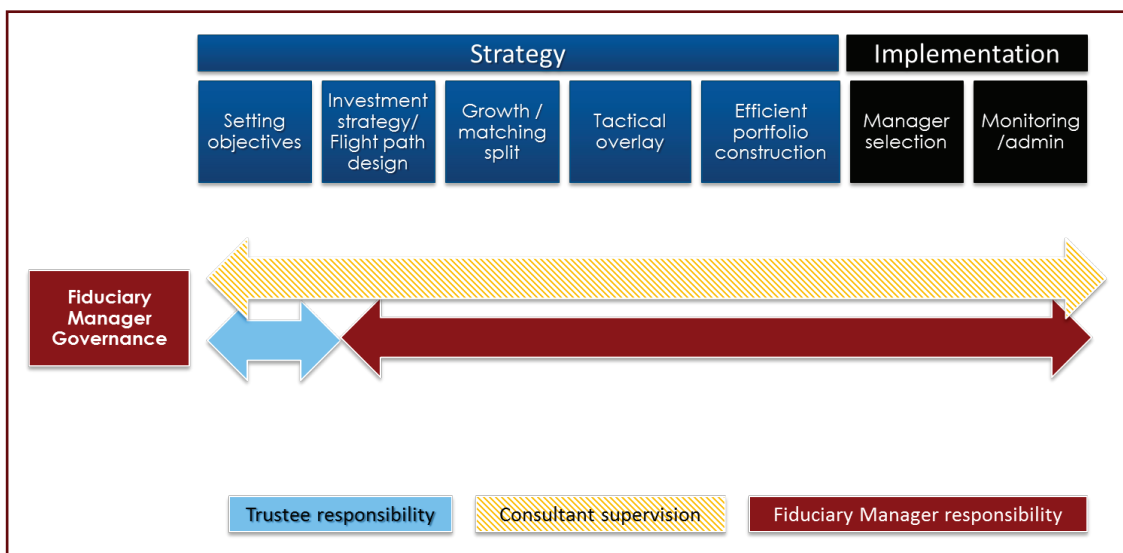 Strategy
Implementation
Setting
objectives
Investment
strategy/
Flight path
design
Growth /
matching
split
Tactical
overlay
Efficient
portfolio
construction
Manager
selection
Monitoring
/admin
Fiduciary
Manager
Governance
Trustee responsibility
Consultant supervision
Fiduciary Manager responsibility